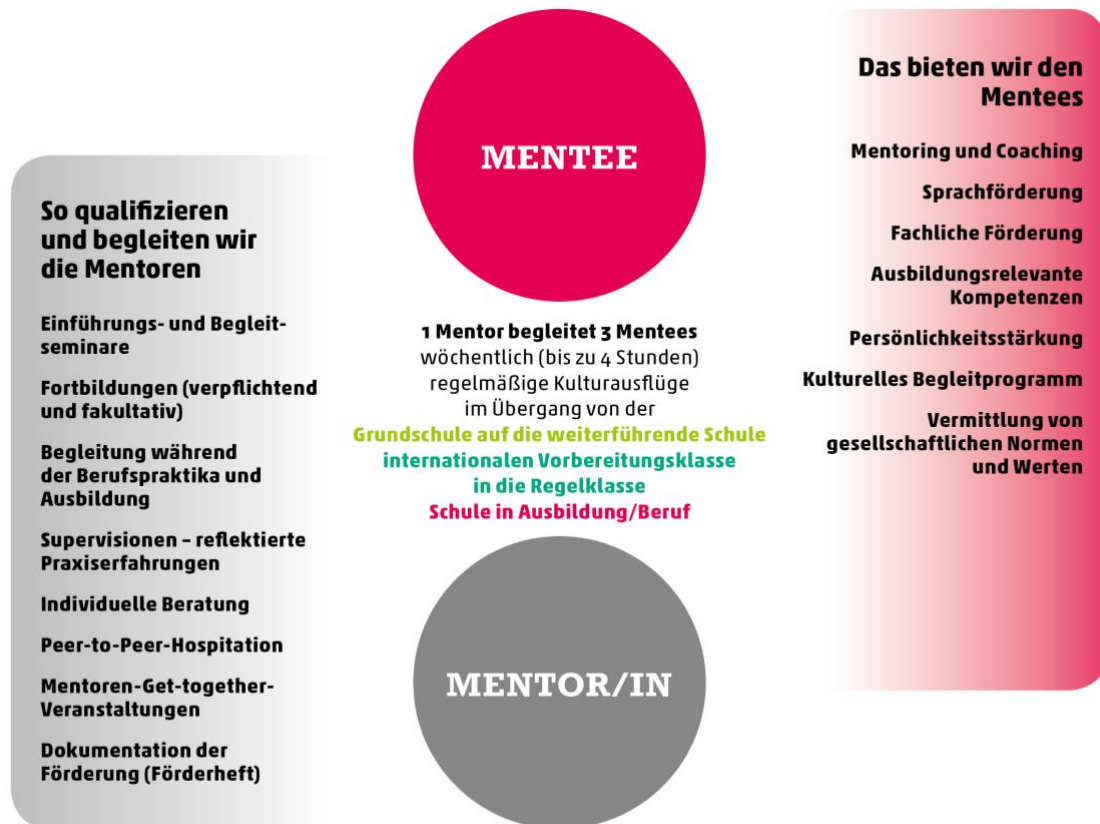 So qualifizieren
und begleiten wir
die Mentoren
Einführungs- und Begleit-
seminare
Fortbildungen (verpflichtend
und fakultativ)
Begleitung während
der Berufspraktika und
Ausbildung
Supervisionen – reflektierte
Praxiserfahrungen
Individuelle Beratung
Peer-to-Peer-Hospitation
Mentoren-Get-together-
Veranstaltungen
Dokumentation der
Förderung (Förderheft)
MENTEE
1 Mentor begleitet 3 Mentees
wöchentlich (bis zu 4 Stunden)
regelmäßige Kulturausflüge
im Übergang von der
Grundschule auf die weiterführende Schule
internationalen Vorbereitungsklasse
in die Regelklasse
Schule in Ausbildung/Beruf
MENTOR/IN
Das bieten wir den
Mentees
Mentoring und Coaching
Sprachförderung
Fachliche Förderung
Ausbildungsrelevante
Kompetenzen
Persönlichkeitsstärkung
Kulturelles Begleitprogramm
Vermittlung von
gesellschaftlichen Normen
und Werten